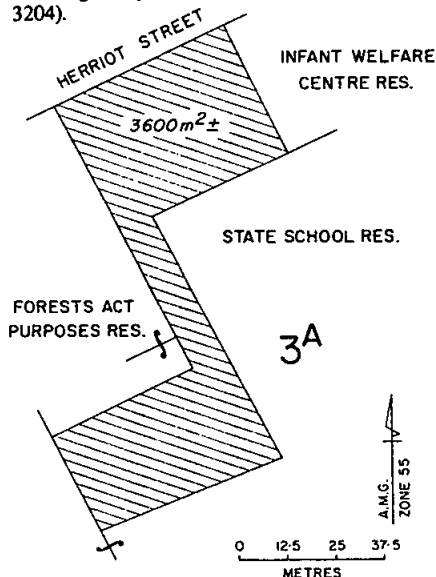 3204).
HERRIOT STREET
INFANT WELFARE
CENTRE RES.
3600m²±
STATE SCHOOL RES.
FORESTS ACT
PURPOSES RES.
3A
A.M.G.
ZONE 55
0 12·5 25 37·5
METRES